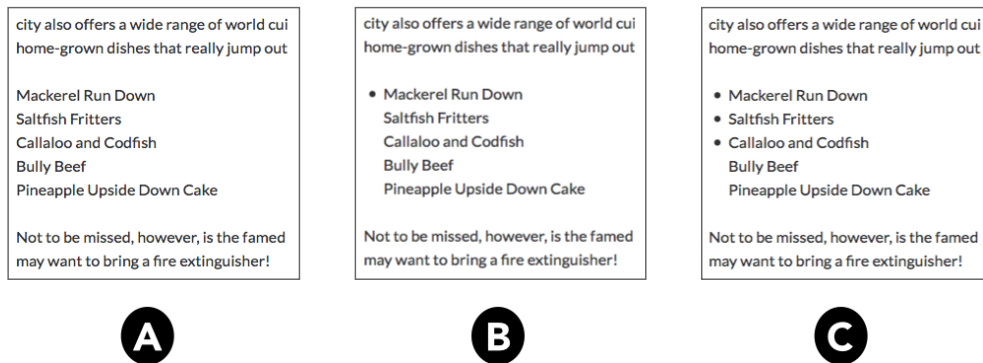 city also offers a wide range of world cui
home-grown dishes that really jump out
Mackerel Run Down
Saltfish Fritters
Callaloo and Codfish
Bully Beef
Pineapple Upside Down Cake
Not to be missed, however, is the famed
may want to bring a fire extinguisher!
A
city also offers a wide range of world cui
home-grown dishes that really jump out
• Mackerel Run Down
Saltfish Fritters
Callaloo and Codfish
Bully Beef
Pineapple Upside Down Cake
Not to be missed, however, is the famed
may want to bring a fire extinguisher!
B
city also offers a wide range of world cui
home-grown dishes that really jump out
• Mackerel Run Down
• Saltfish Fritters
• Callaloo and Codfish
Bully Beef
Pineapple Upside Down Cake
Not to be missed, however, is the famed
may want to bring a fire extinguisher!
C